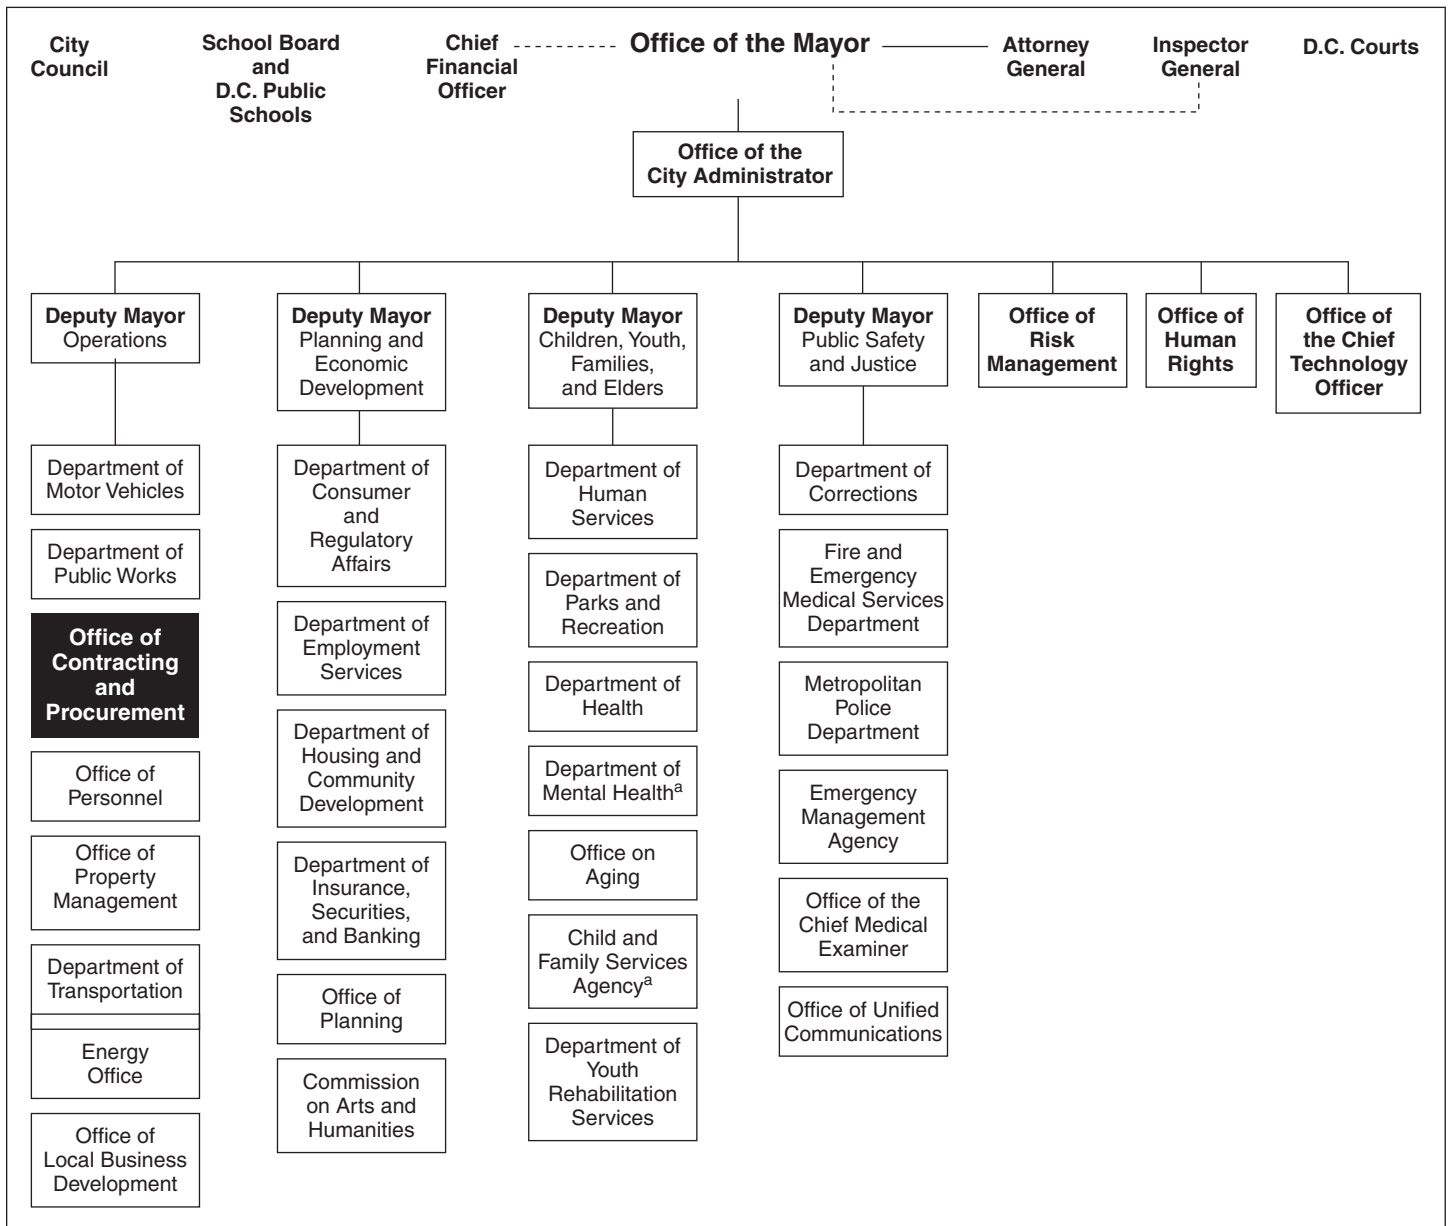 City
Council
School Board
and
D.C. Public
Schools
Chief
Financial
Officer
Office of the Mayor
Attorney
General
Inspector
General
D.C. Courts
Office of the
City Administrator
Deputy Mayor
Operations
Deputy Mayor
Planning and
Economic
Development
Deputy Mayor
Children, Youth,
Families,
and Elders
Deputy Mayor
Public Safety
and Justice
Office of
Risk
Management
Office of
Human
Rights
Office of
the Chief
Technology
Officer
Department of
Motor Vehicles
Department of
Public Works
Office of
Contracting
and
Procurement
Office of
Personnel
Office of
Property
Management
Department of
Transportation
Energy
Office
Office of
Local Business
Development
Department of
Consumer
and
Regulatory
Affairs
Department of
Employment
Services
Department of
Housing and
Community
Development
Department of
Insurance,
Securities,
and Banking
Office of
Planning
Commission
on Arts and
Humanities
Department of
Human
Services
Department of
Parks and
Recreation
Department of
Health
Department of
Mental Healthᵃ
Office on
Aging
Child and
Family Services
Agencyᵃ
Department of
Youth
Rehabilitation
Services
Department of
Corrections
Fire and
Emergency
Medical Services
Department
Metropolitan
Police
Department
Emergency
Management
Agency
Office of the
Chief Medical
Examiner
Office of Unified
Communications